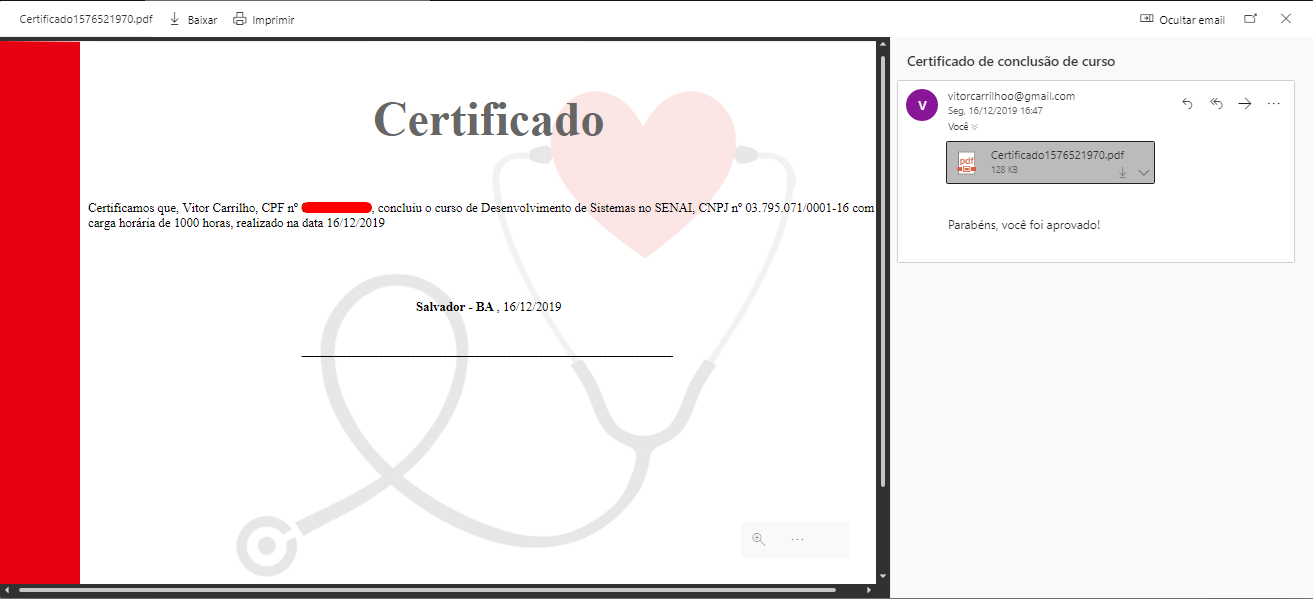 Certificado1576521970.pdf
Baixar
Imprimir
Ocultar email
Certificado
Certificamos que, Vitor Carrilho, CPF nº , concluiu o curso de Desenvolvimento de Sistemas no SENAI, CNPJ nº 03.795.071/0001-16 com
carga horária de 1000 horas, realizado na data 16/12/2019
Salvador - BA , 16/12/2019
Certificado de conclusão de curso
V
vitorcarrilhoo@gmail.com
Seg, 16/12/2019 16:47
Você
pdf
Certificado1576521970.pdf
128 KB
Parabéns, você foi aprovado!